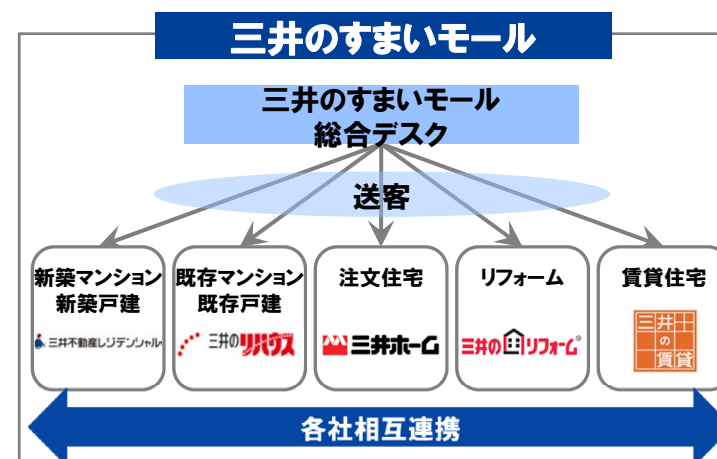 三井のすまいモール
三井のすまいモール
総合デスク
送客
新築マンション
新築戸建
三井不動産レジデンシャル
既存マンション
既存戸建
三井のリハウス
注文住宅
三井ホーム
リフォーム
三井のリフォーム®
賃貸住宅
三井
の
賃貸
各社相互連携